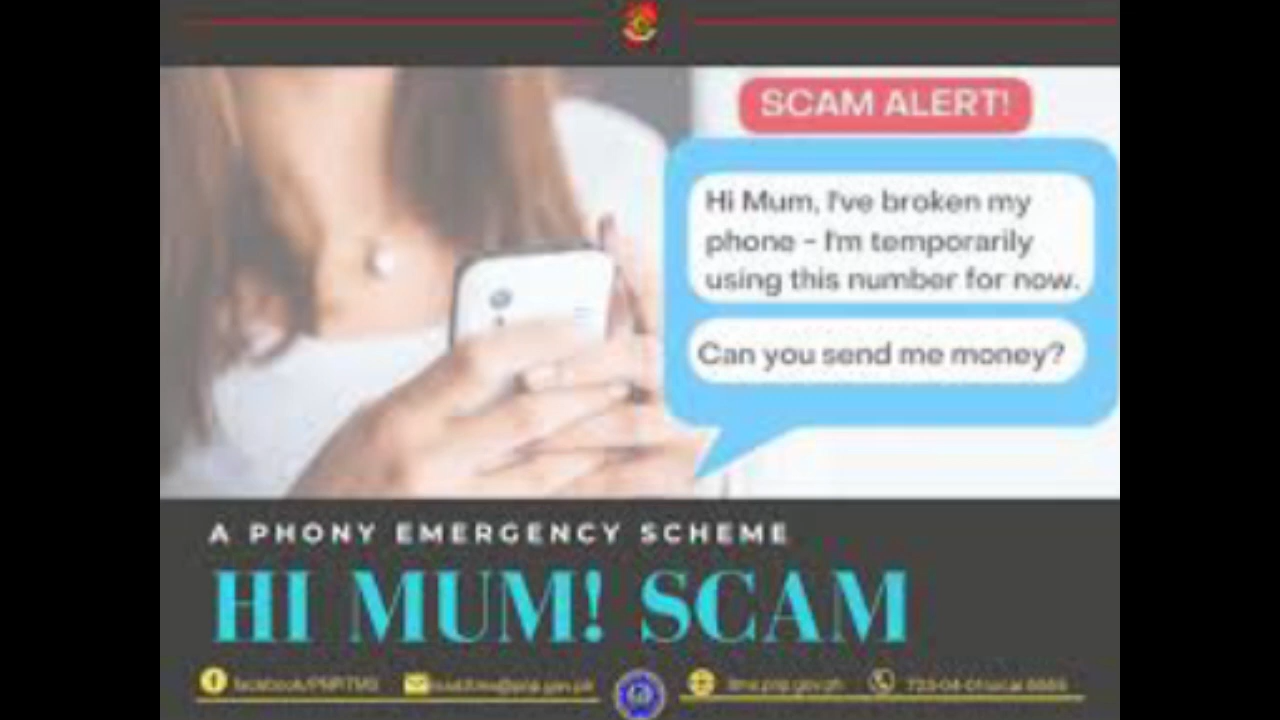 SCAM ALERT!
Hi Mum, I've broken my
phone - I'm temporarily
using this number for now.
Can you send me money?
A PHONY EMERGENCY SCHEME
HI MUM! SCAM